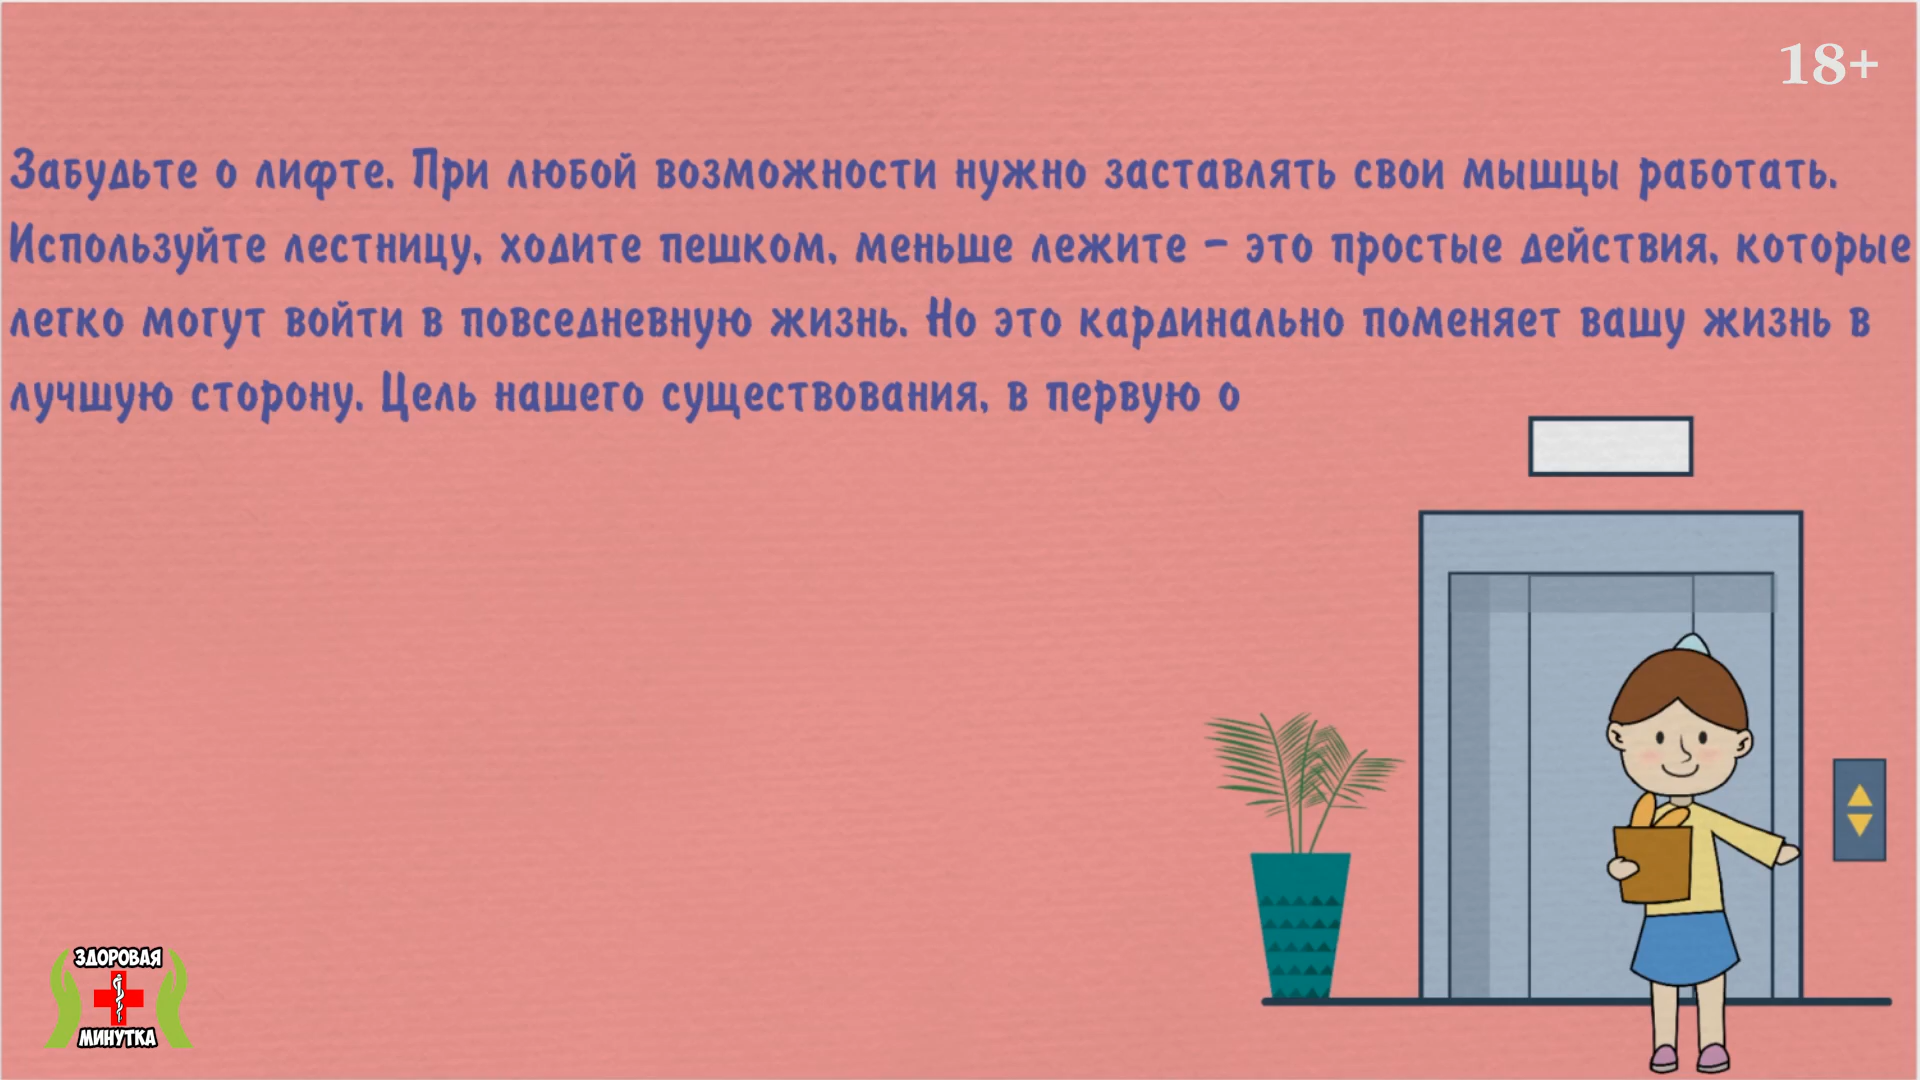 18+
Забудьте о лифте. При любой возможности нужно заставлять свои мышцы работать.
Используйте лестницу, ходите пешком, меньше лежите – это простые действия, которые
легко могут войти в повседневную жизнь. Но это кардинально поменяет вашу жизнь в
лучшую сторону. Цель нашего существования, в первую о
ЗДОРОВАЯ
МИНУТКА